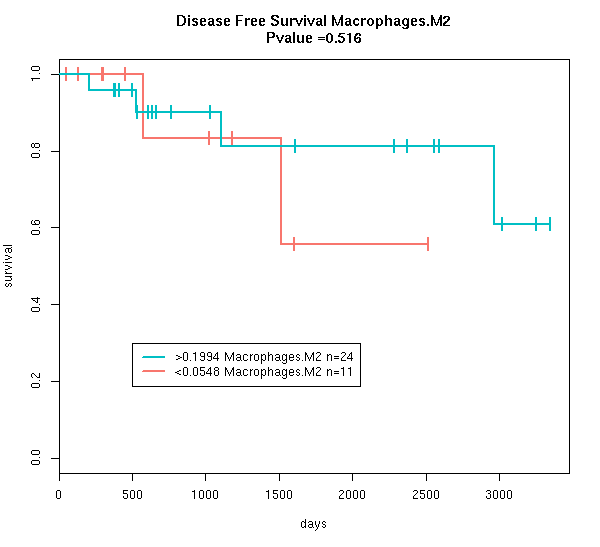 Disease Free Survival Macrophages.M2
Pvalue =0.516
1.0
0.8
0.6
0.4
0.2
0.0
survival
>0.1994 Macrophages.M2 n=24
<0.0548 Macrophages.M2 n=11
0 500 1000 1500 2000 2500 3000
days